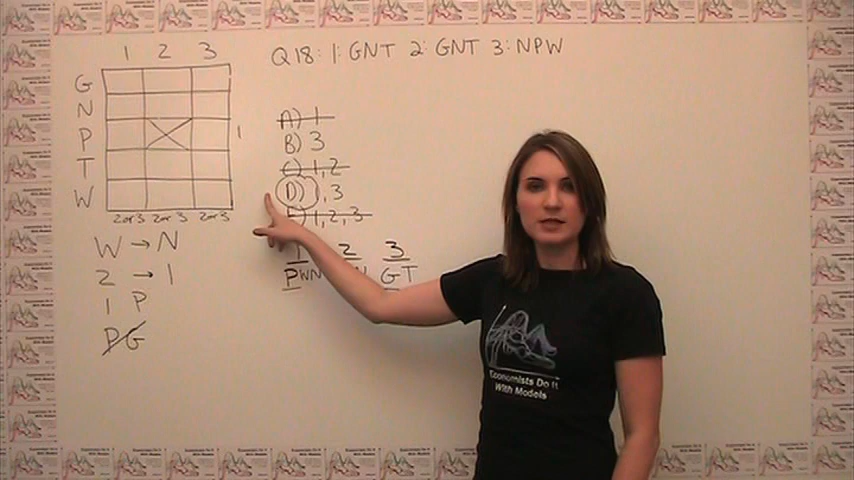 Q18: 1: GNT 2: GNT 3: NPW
1 2 3
G
N
P 1
T
W
2or3 2or3 2or3
W → N
2 → 1
1 P
PG
A) 1
B) 3
C) 1,2
D) 1,3
E) 1,2,3
1 2 3
PWN N GT
Economists Do It
With Models